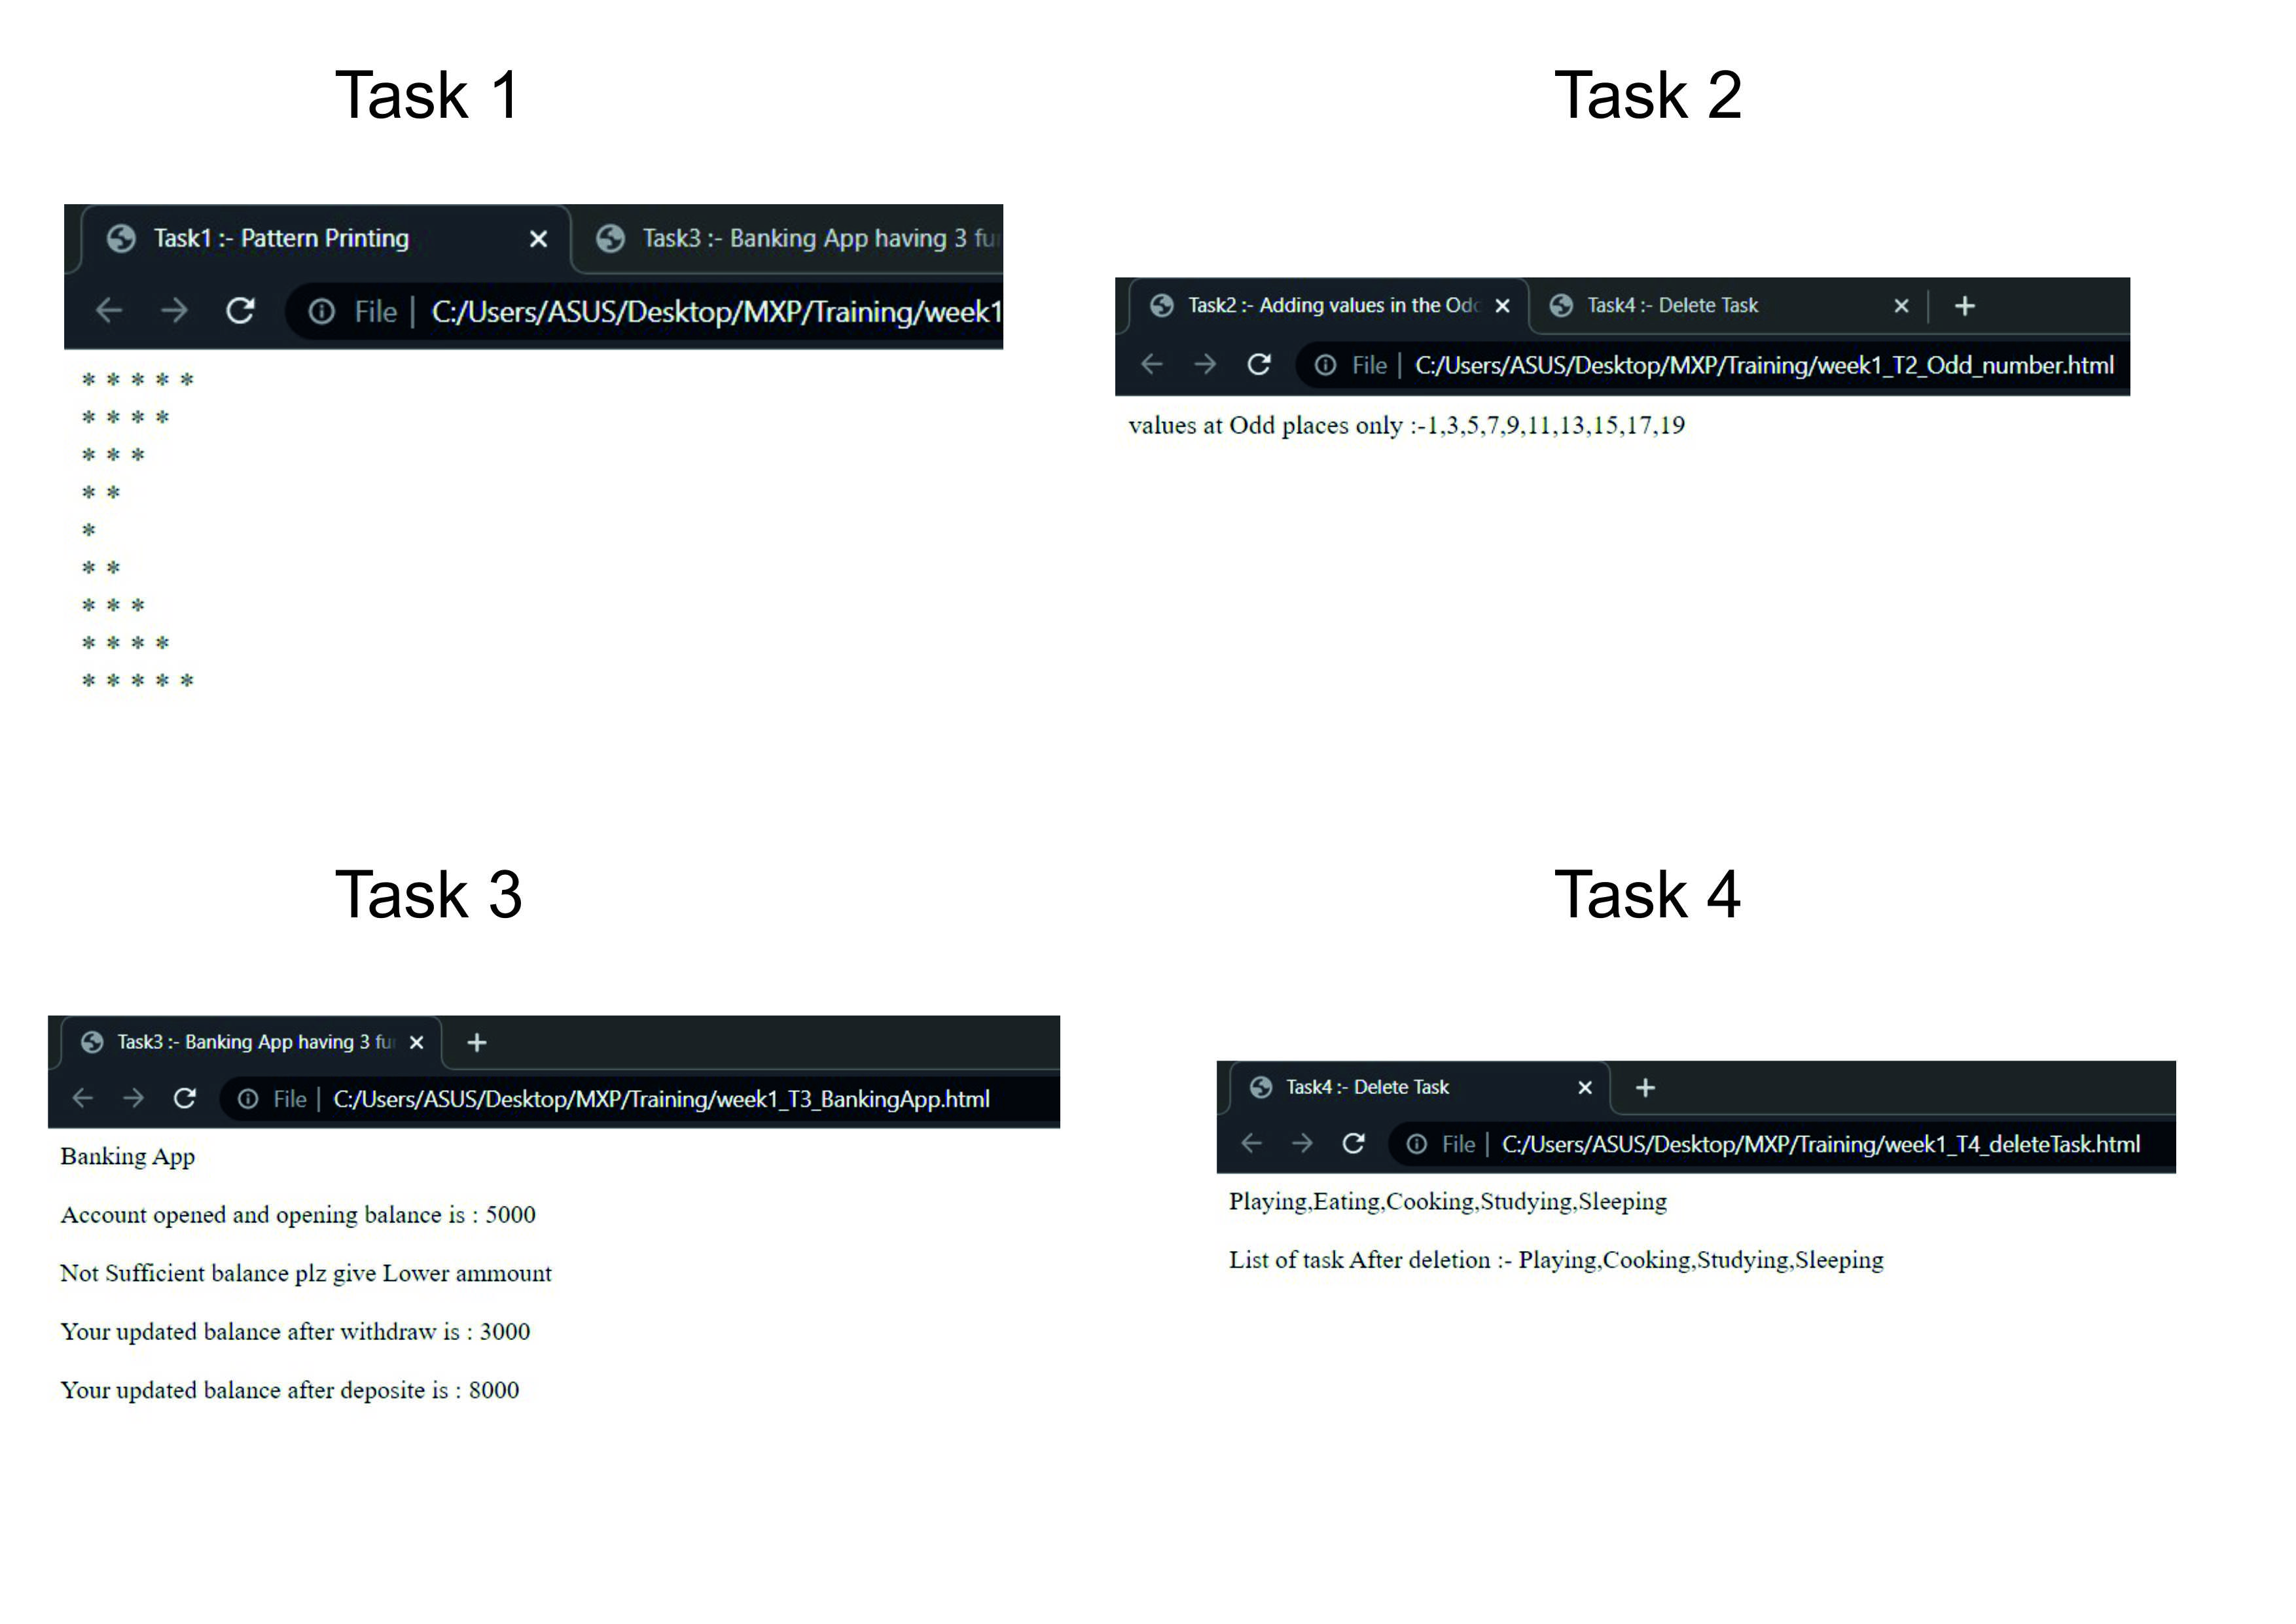 Task 1
Task1 :- Pattern Printing
Task3 :- Banking App having 3 fu
File | C:/Users/ASUS/Desktop/MXP/Training/week1
* * * * *
* * * *
* * *
* *
*
* *
* * *
* * * *
* * * * *
Task 2
Task2 :- Adding values in the Odd
Task4 :- Delete Task
File | C:/Users/ASUS/Desktop/MXP/Training/week1_T2_Odd_number.html
values at Odd places only :-1,3,5,7,9,11,13,15,17,19
Task 3
Task3 :- Banking App having 3 fu
File | C:/Users/ASUS/Desktop/MXP/Training/week1_T3_BankingApp.html
Banking App
Account opened and opening balance is : 5000
Not Sufficient balance plz give Lower ammount
Your updated balance after withdraw is : 3000
Your updated balance after deposite is : 8000
Task 4
Task4 :- Delete Task
File | C:/Users/ASUS/Desktop/MXP/Training/week1_T4_deleteTask.html
Playing,Eating,Cooking,Studying,Sleeping
List of task After deletion :- Playing,Cooking,Studying,Sleeping